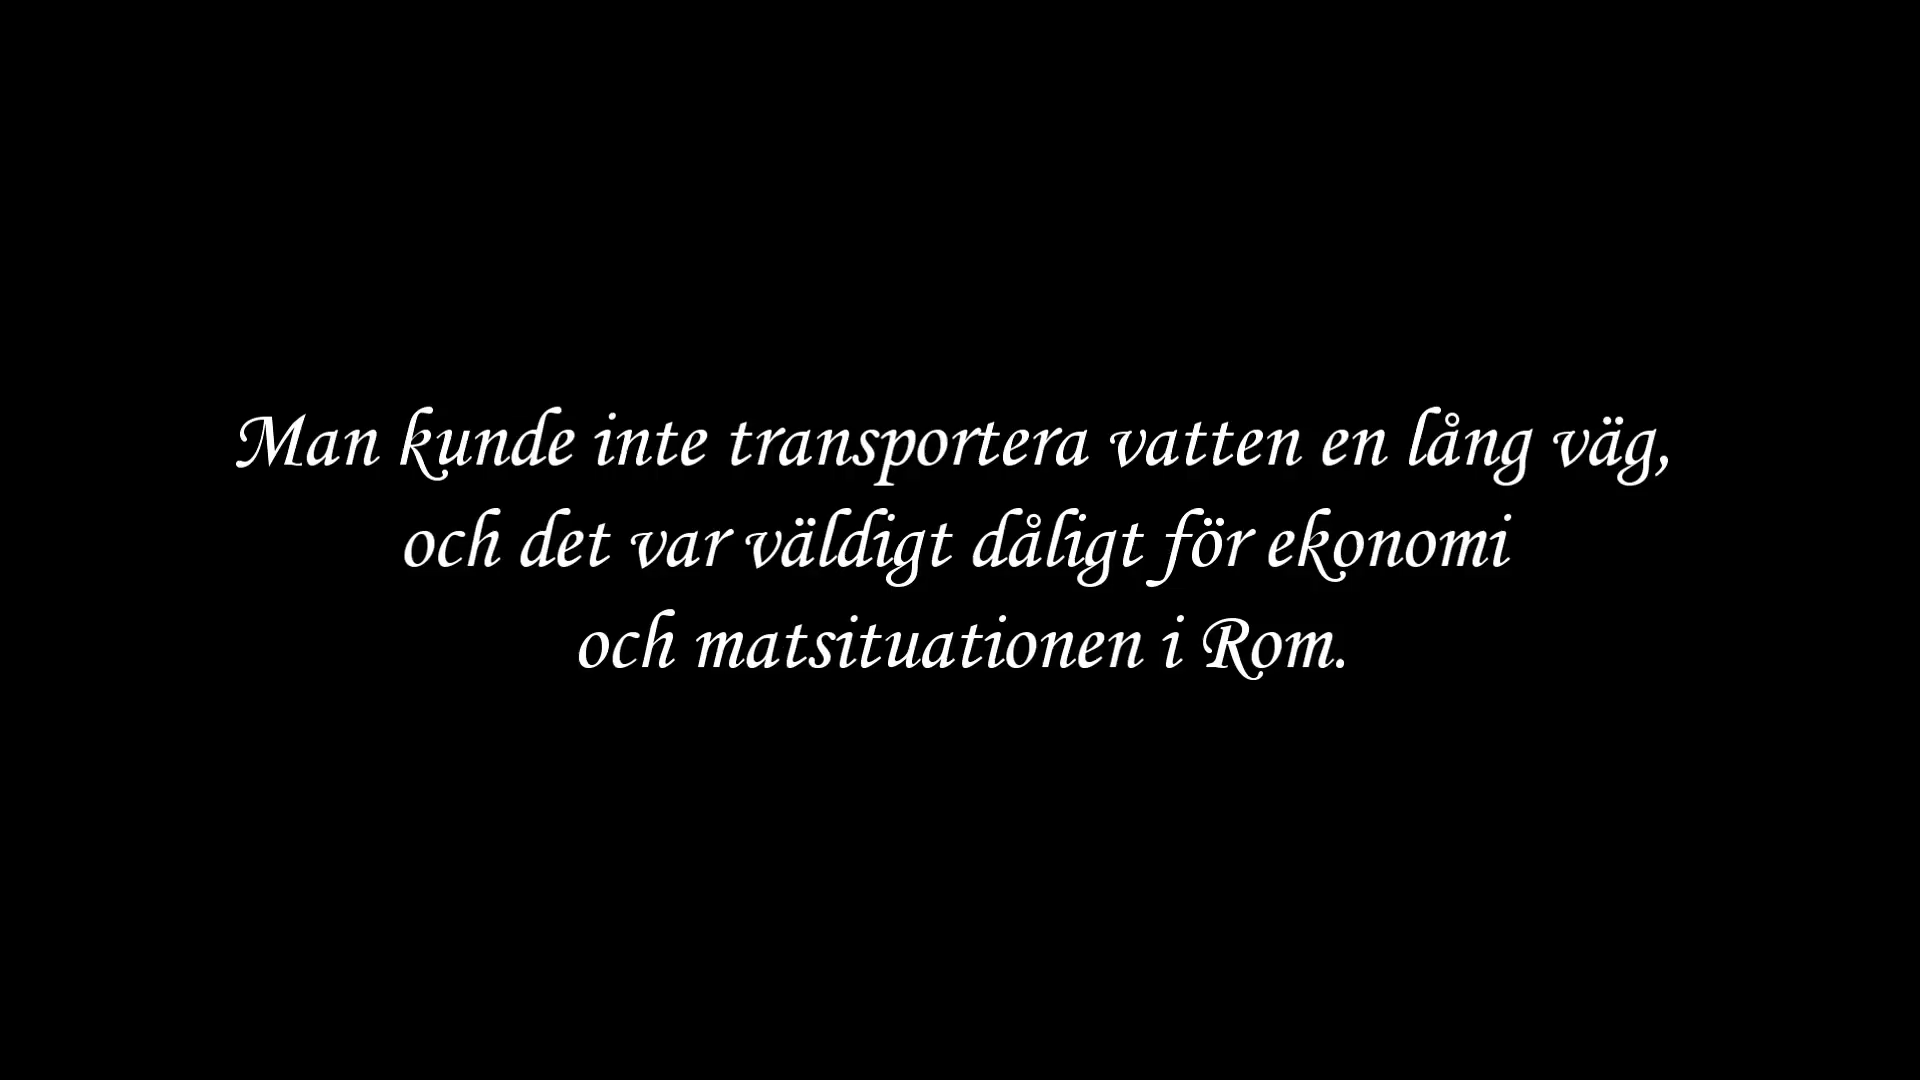 Man kunde inte transportera vatten en lång väg,
och det var väldigt dåligt för ekonomi
och matsituationen i Rom.